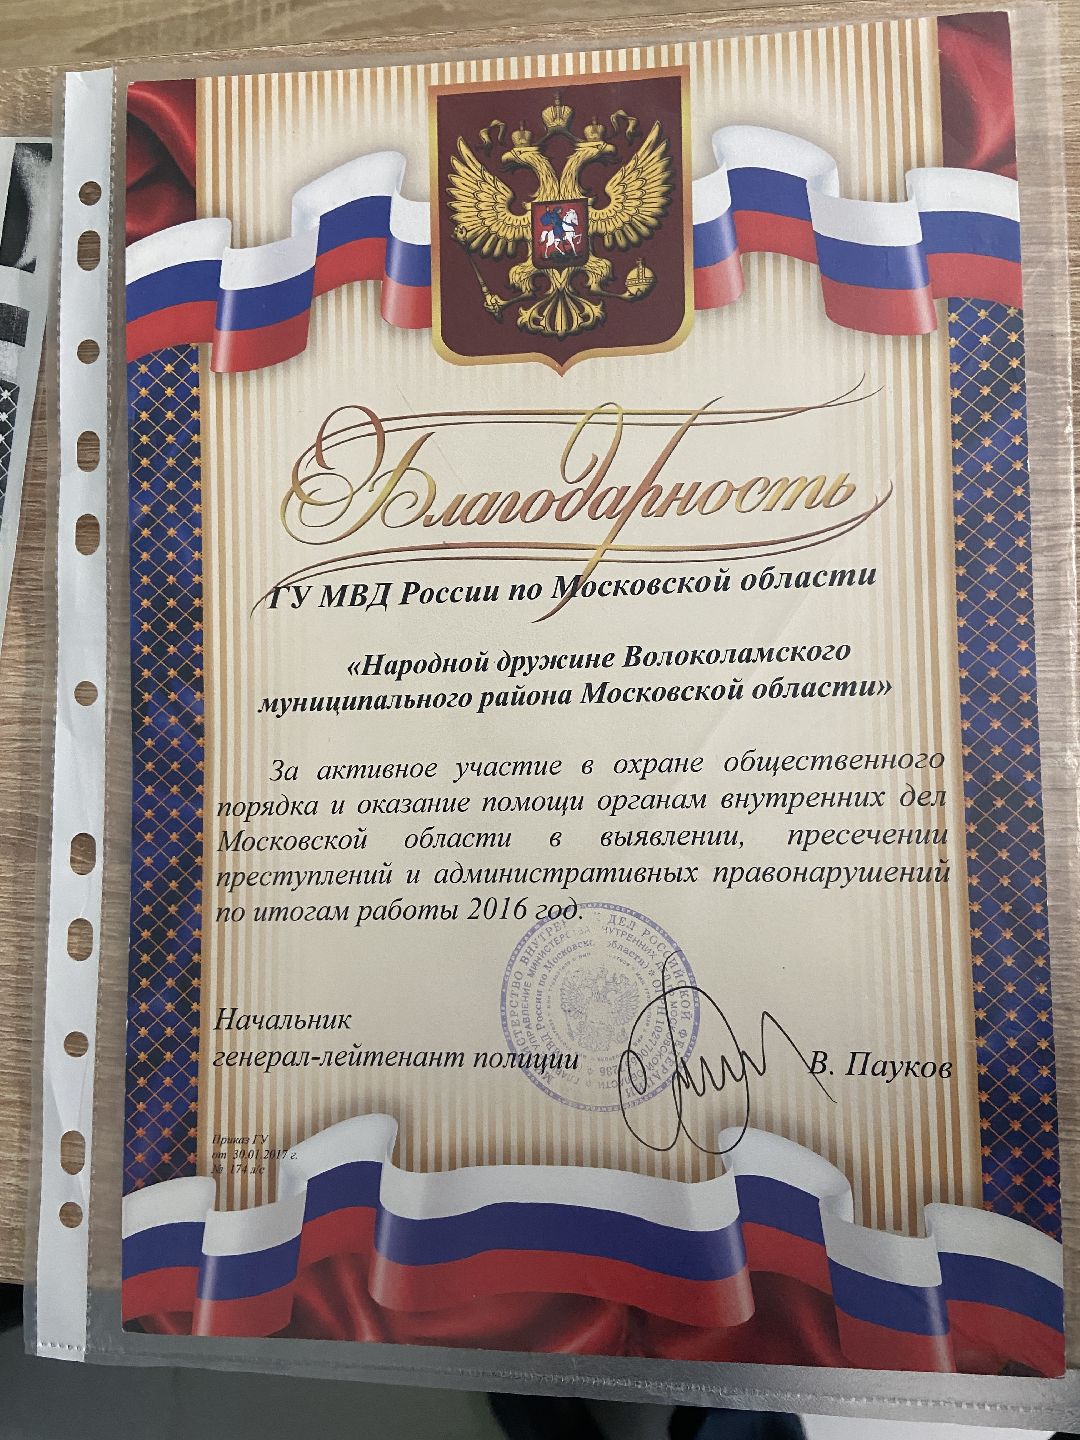 Благодарность
ГУ МВД России по Московской области
«Народной дружине Волоколамского
муниципального района Московской области»
За активное участие в охране общественного
порядка и оказание помощи органам внутренних дел
Московской области в выявлении, пресечении
преступлений и административных правонарушений
по итогам работы 2016 год.
Начальник
генерал-лейтенант полиции
В. Пауков
Приказ ГУ
от 30.01.2017 г.
№ 174 л/с